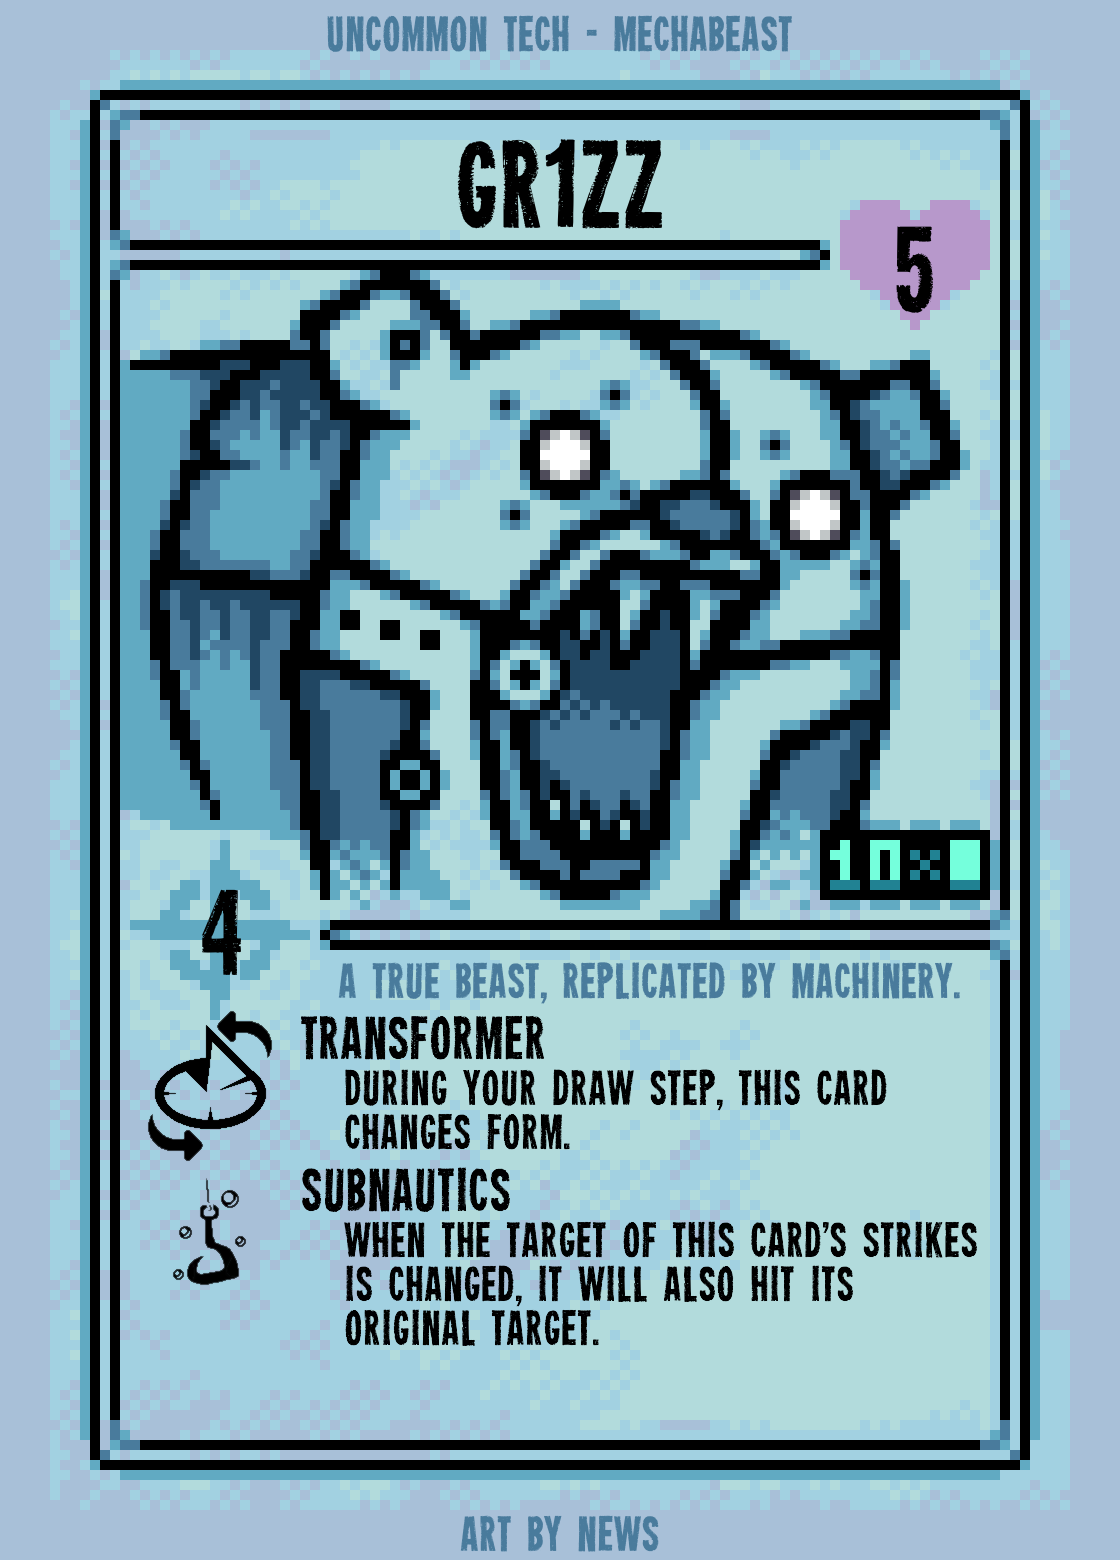 UNCOMMON TECH - MECHABEAST
GR1ZZ
5
10×
4
A TRUE BEAST, REPLICATED BY MACHINERY.
TRANSFORMER
DURING YOUR DRAW STEP, THIS CARD
CHANGES FORM.
SUBNAUTICS
WHEN THE TARGET OF THIS CARD'S STRIKES
IS CHANGED, IT WILL ALSO HIT ITS
ORIGINAL TARGET.
ART BY NEWS